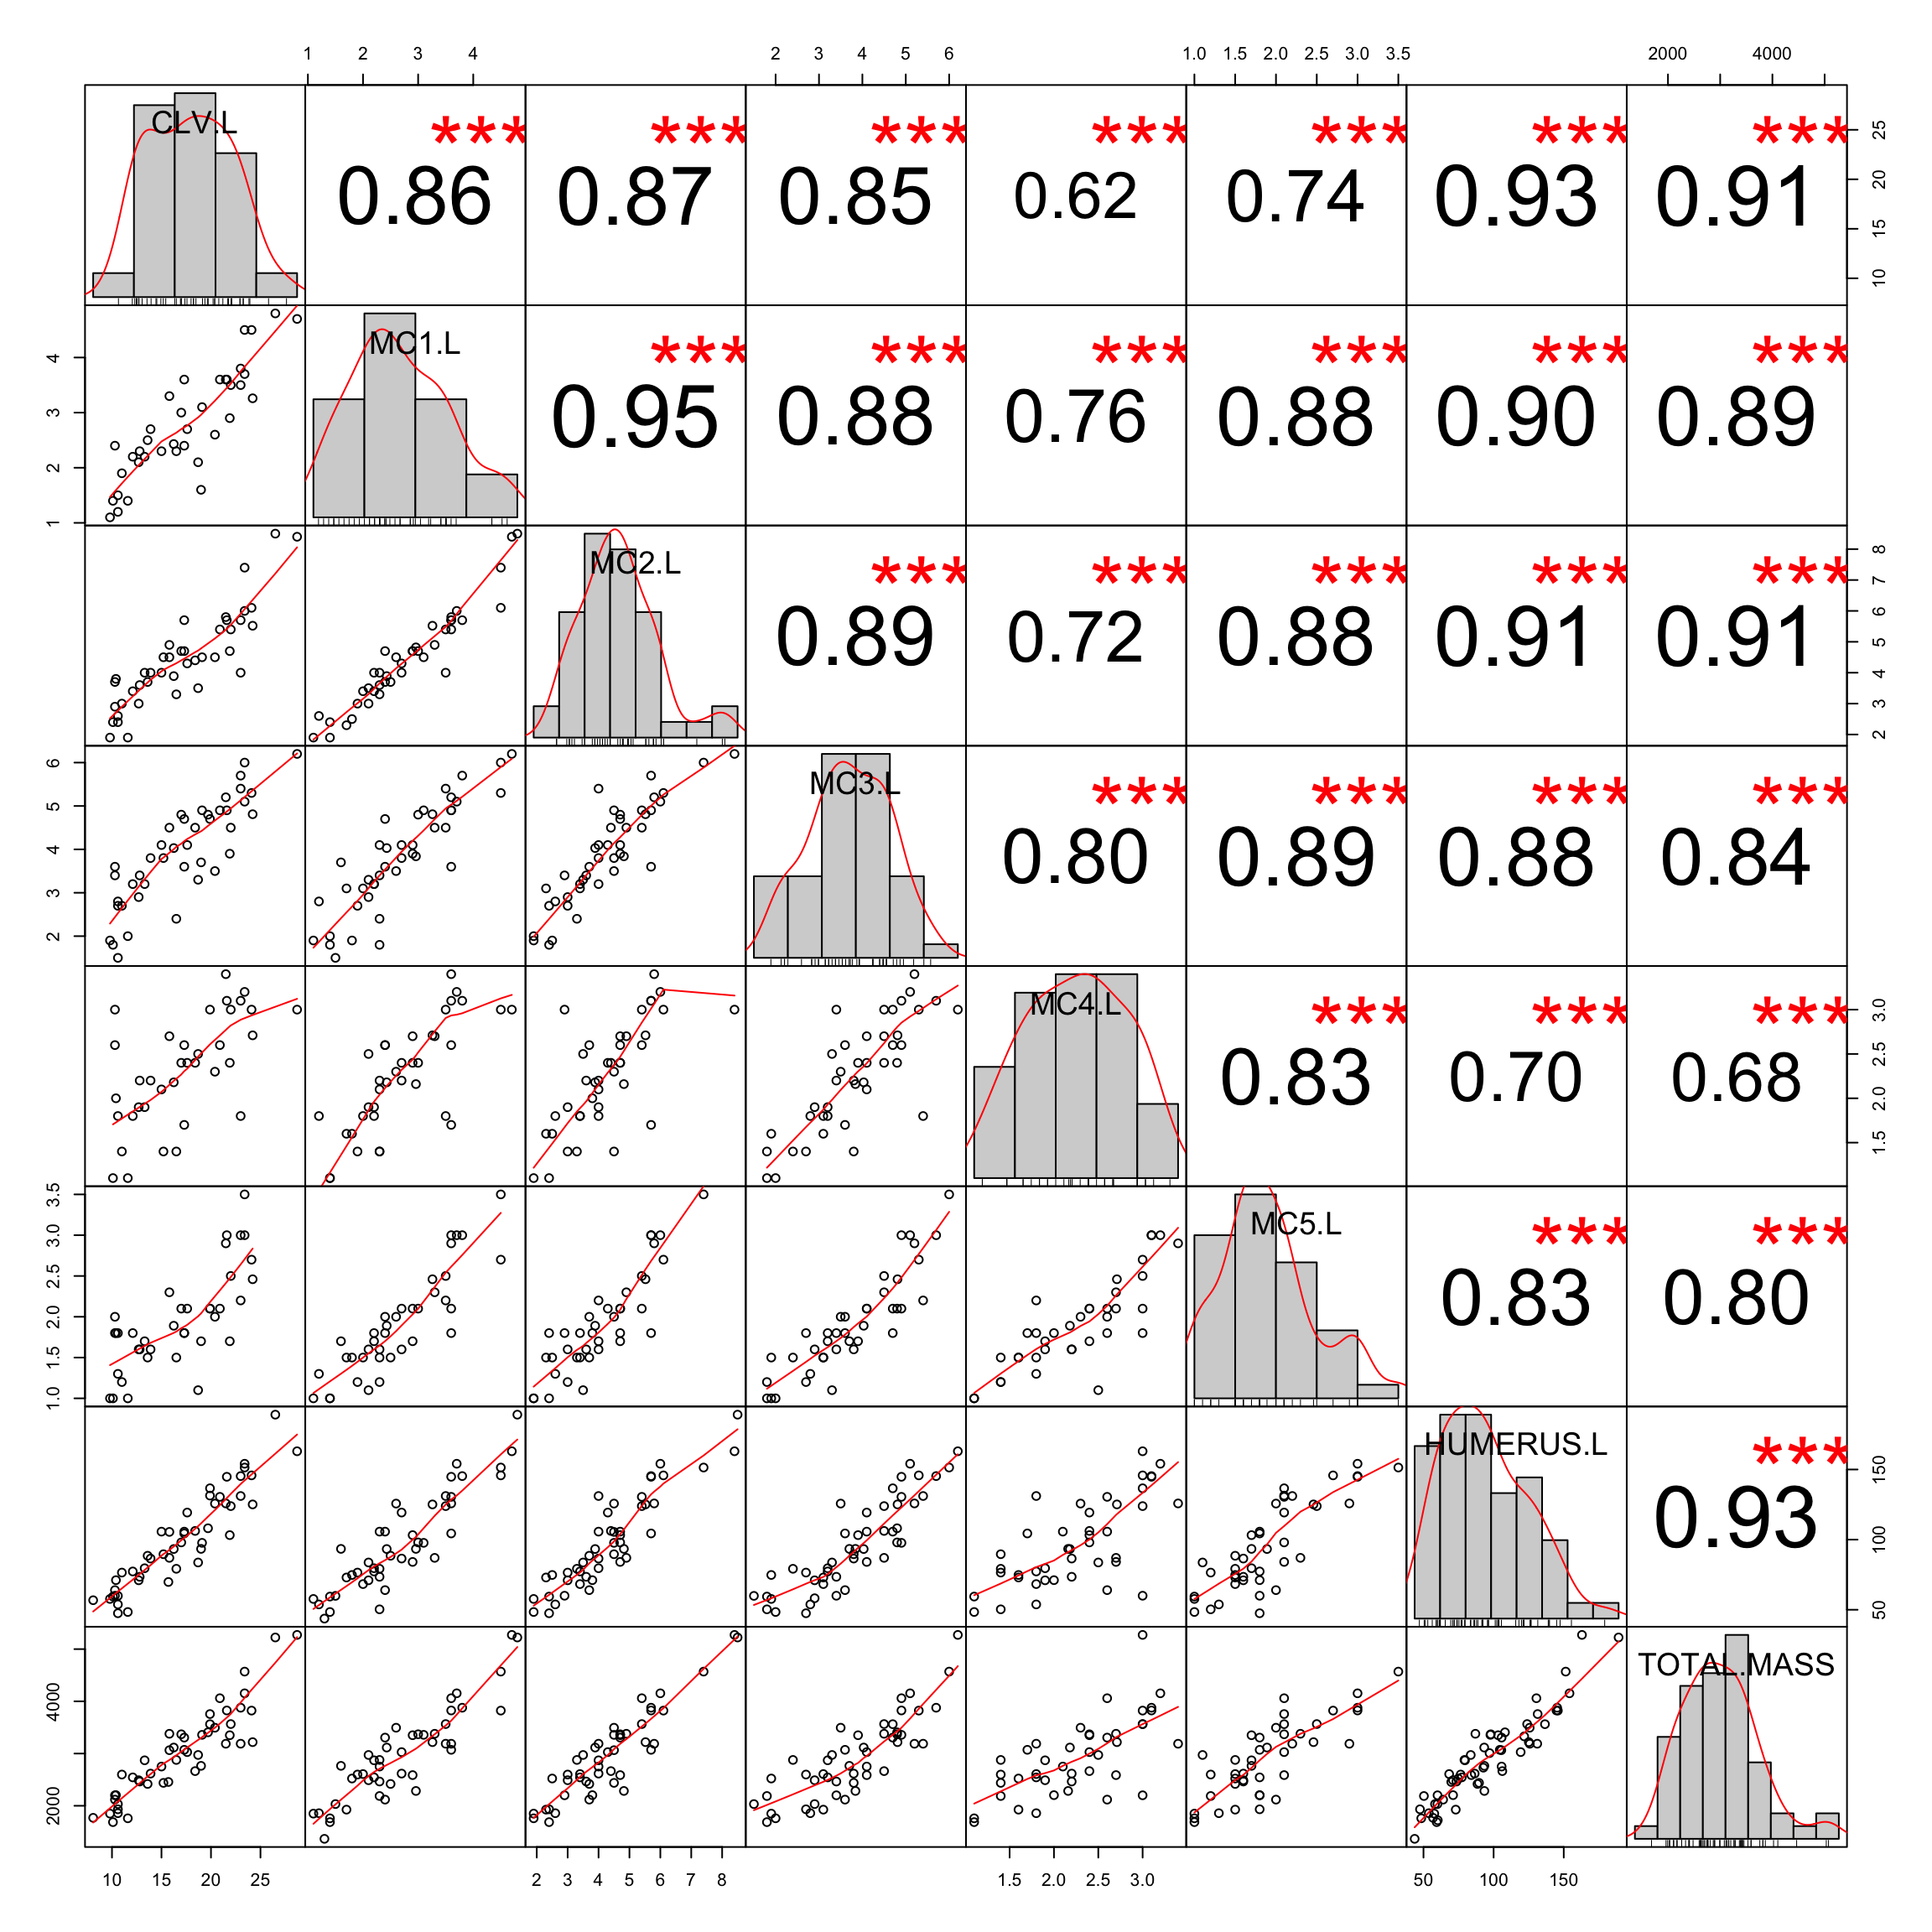 1 2 3 4 2 3 4 5 6 1.0 1.5 2.0 2.5 3.0 3.5 2000 4000
CLV.L *** 0.86 *** 0.87 *** 0.85 *** 0.62 *** 0.74 *** 0.93 *** 0.91 10 15 20 25
1 2 3 4 MC1.L *** 0.95 *** 0.88 *** 0.76 *** 0.88 *** 0.90 *** 0.89
MC2.L *** 0.89 *** 0.72 *** 0.88 *** 0.91 *** 0.91 2 3 4 5 6 7 8
2 3 4 5 6 MC3.L *** 0.80 *** 0.89 *** 0.88 *** 0.84
MC4.L *** 0.83 *** 0.70 *** 0.68 1.5 2.0 2.5 3.0
1.0 1.5 2.0 2.5 3.0 3.5 MC5.L *** 0.83 *** 0.80
HUMERUS.L *** 0.93 50 100 150
2000 4000 TOTAL.MASS
10 15 20 25 2 3 4 5 6 7 8 1.5 2.0 2.5 3.0 50 100 150